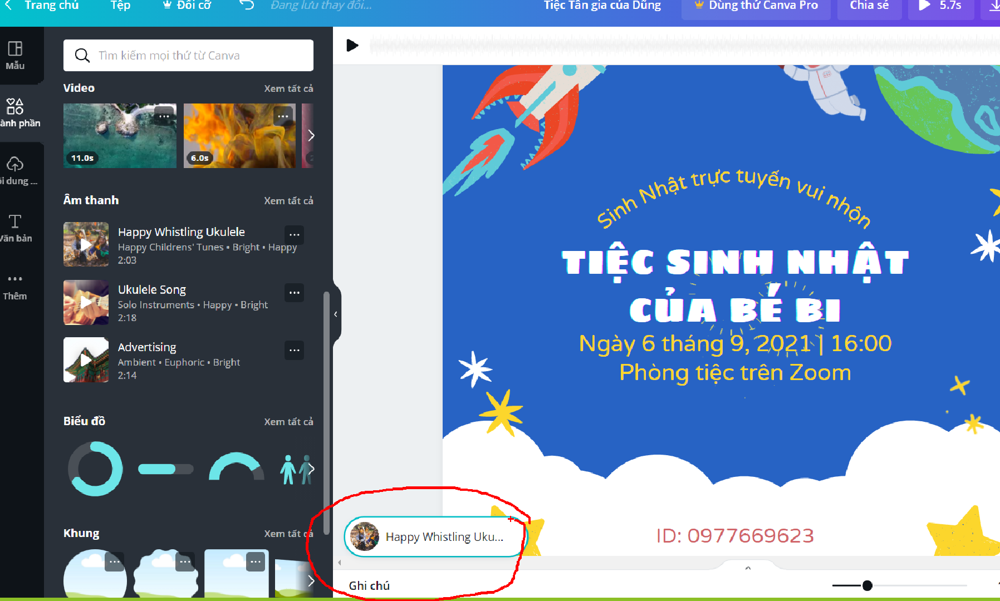 Trang chủ Tệp Đổi cỡ Đang lưu thay đổi... Tiệc Tân gia của Dũng Dùng thử Canva Pro Chia sẻ 5.7s
Tìm kiếm mọi thứ từ Canva
Mẫu
ành phần
ội dung ...
Văn bản
Thêm
Video Xem tất cả
11.0s 6.0s
Âm thanh Xem tất cả
Happy Whistling Ukulele
Happy Childrens' Tunes • Bright • Happy
2:03
Ukulele Song
Solo Instruments • Happy • Bright
2:18
Advertising
Ambient • Euphoric • Bright
2:14
Biểu đồ Xem tất cả
Khung Xem tất cả
Sinh Nhật trực tuyến vui nhộn
TIỆC SINH NHẬT
CỦA BÉ BI
Ngày 6 tháng 9, 2021 | 16:00
Phòng tiệc trên Zoom
ID: 0977669623
Happy Whistling Uku...
Ghi chú